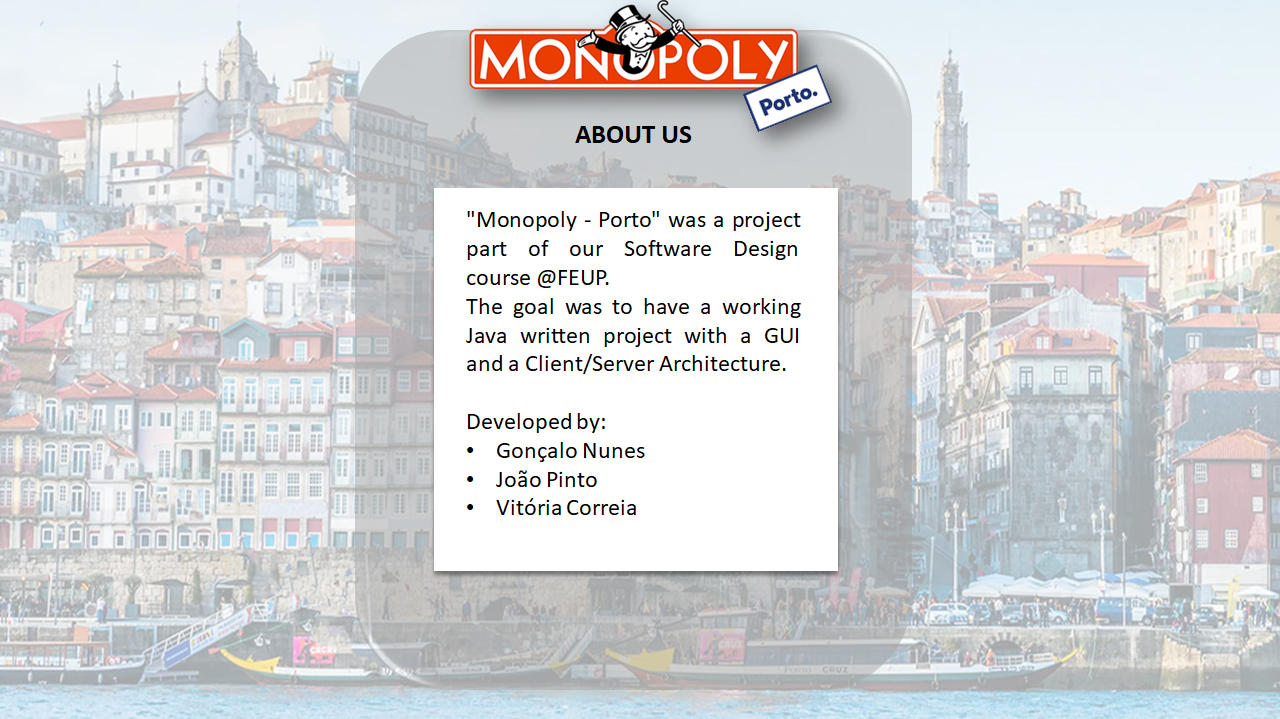 MONOPOLY
Porto.
ABOUT US
"Monopoly - Porto" was a project
part of our Software Design
course @FEUP.
The goal was to have a working
Java written project with a GUI
and a Client/Server Architecture.
Developed by:
• Gonçalo Nunes
• João Pinto
• Vitória Correia
CRUZ